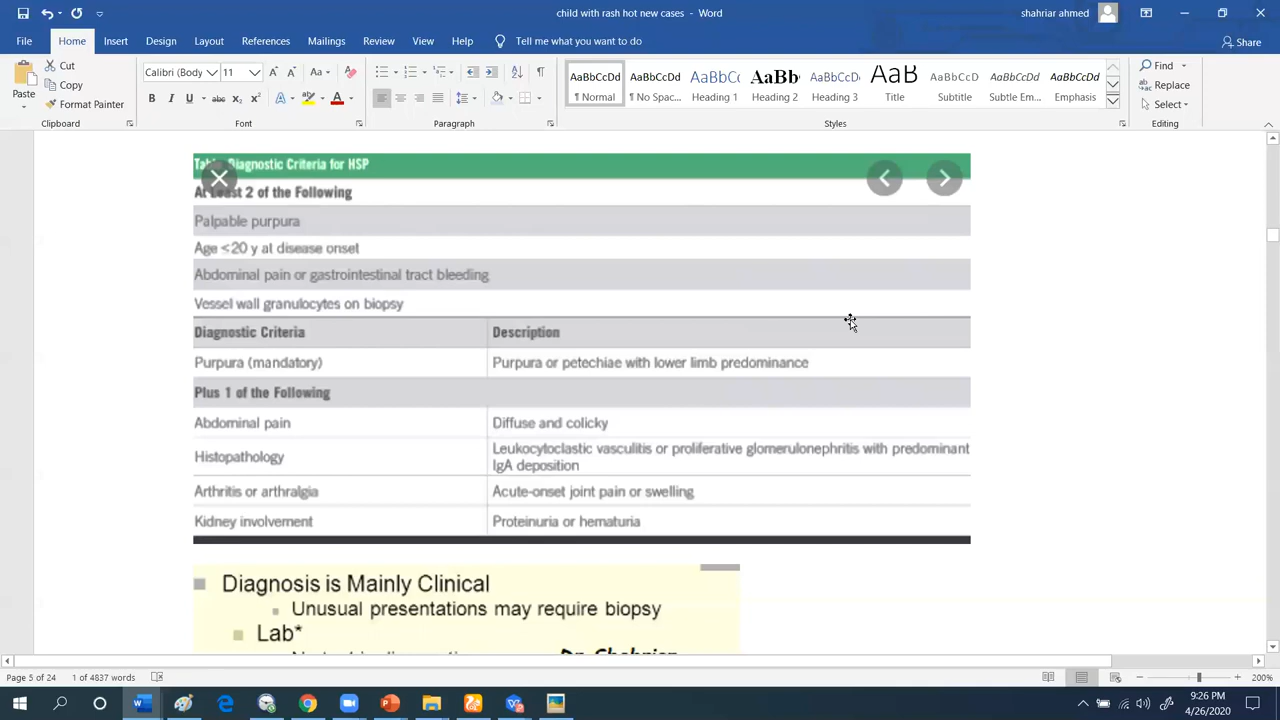 child with rash hot new cases - Word
shahriar ahmed
File Home Insert Design Layout References Mailings Review View Help Tell me what you want to do Share
Paste
Cut
Copy
Format Painter
Calibri (Body 11
AaBbCcDd AaBbCcDd AaBbCc AaBb AaBbCcD AaB AaBbCcD AaBbCcDd AaBbCcDd
¶ Normal ¶ No Spac... Heading 1 Heading 2 Heading 3 Title Subtitle Subtle Em... Emphasis
Find
Replace
Select
Clipboard Font Paragraph Styles Editing
Diagnostic Criteria for HSP
At Least 2 of the Following
Palpable purpura
Age <20 y at disease onset
Abdominal pain or gastrointestinal tract bleeding
Vessel wall granulocytes on biopsy
Diagnostic Criteria Description
Purpura (mandatory) Purpura or petechiae with lower limb predominance
Plus 1 of the Following
Abdominal pain Diffuse and colicky
Histopathology Leukocytoclastic vasculitis or proliferative glomerulonephritis with predominant
IgA deposition
Arthritis or arthralgia Acute-onset joint pain or swelling
Kidney involvement Proteinuria or hematuria
Diagnosis is Mainly Clinical
Unusual presentations may require biopsy
Lab*
Page 5 of 24 1 of 4837 words 200%
9:26 PM
4/26/2020